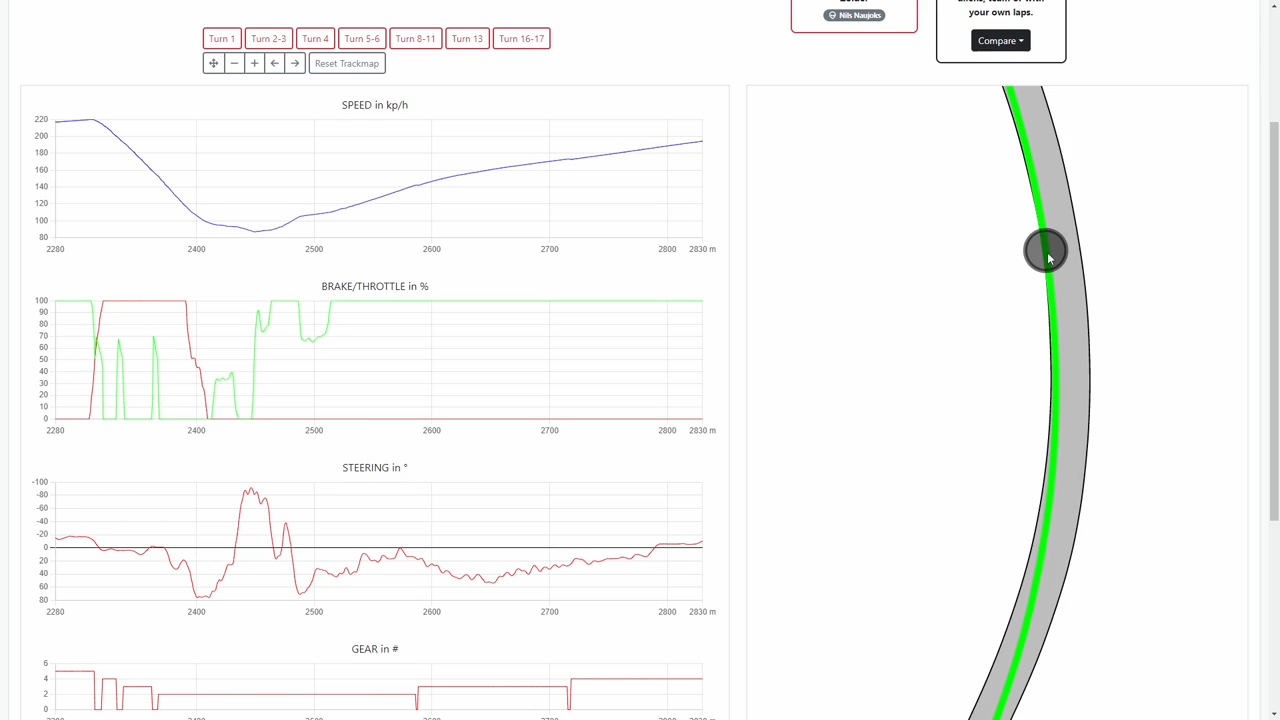 your own laps.
Nils Naujoks
Compare
Turn 1 Turn 2-3 Turn 4 Turn 5-6 Turn 8-11 Turn 13 Turn 16-17
Reset Trackmap
SPEED in kp/h
220
200
180
160
140
120
100
80
2280 2400 2500 2600 2700 2800 2830 m
BRAKE/THROTTLE in %
100
90
80
70
60
50
40
30
20
10
0
2280 2400 2500 2600 2700 2800 2830 m
STEERING in °
-100
-80
-60
-40
-20
0
20
40
60
80
2280 2400 2500 2600 2700 2800 2830 m
GEAR in #
6
4
2
0